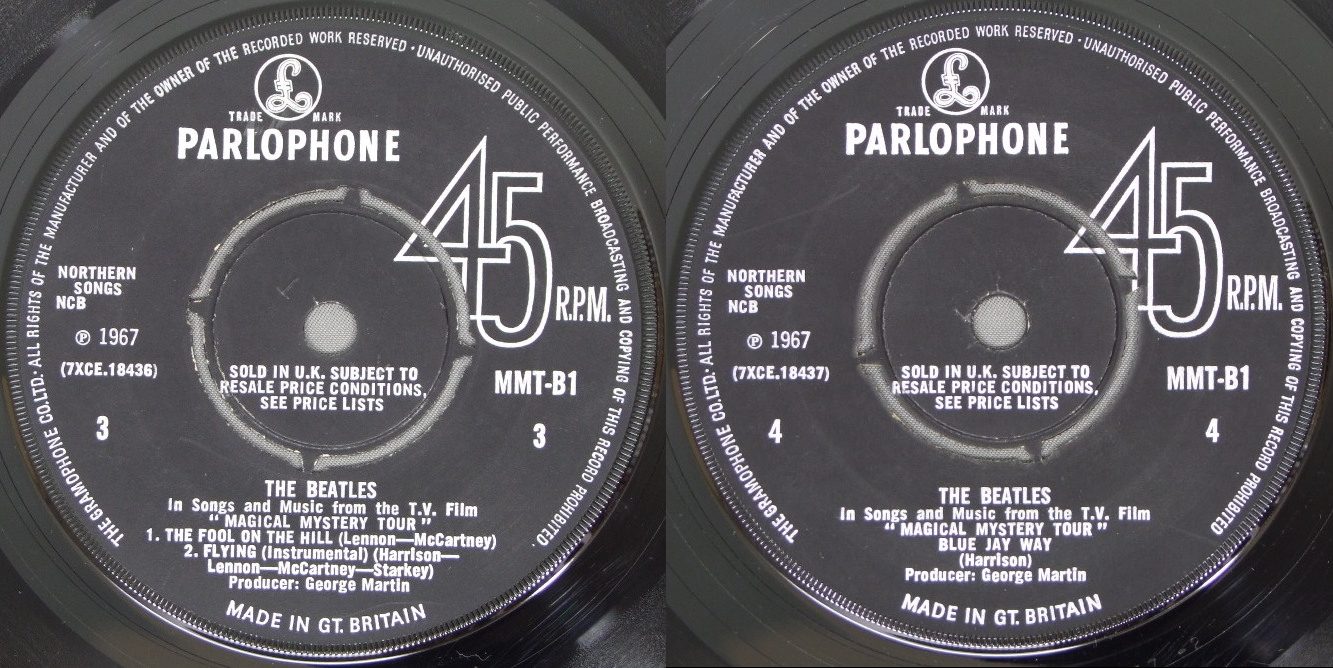 THE GRAMOPHONE CO.LTD. · ALL RIGHTS OF THE MANUFACTURER AND OF THE OWNER OF THE RECORDED WORK RESERVED · UNAUTHORISED PUBLIC PERFORMANCE BROADCASTING AND COPYING OF THIS RECORD PROHIBITED
£
TRADE MARK
PARLOPHONE
45
R.P.M.
NORTHERN
SONGS
NCB
℗ 1967
(7XCE.18436)
SOLD IN U.K. SUBJECT TO
RESALE PRICE CONDITIONS,
SEE PRICE LISTS
MMT-B1
3
3
THE BEATLES
In Songs and Music from the T.V. Film
“MAGICAL MYSTERY TOUR”
1. THE FOOL ON THE HILL (Lennon—McCartney)
2. FLYING (Instrumental) (Harrison—
Lennon—McCartney—Starkey)
Producer: George Martin
MADE IN GT. BRITAIN
THE GRAMOPHONE CO.LTD. · ALL RIGHTS OF THE MANUFACTURER AND OF THE OWNER OF THE RECORDED WORK RESERVED · UNAUTHORISED PUBLIC PERFORMANCE BROADCASTING AND COPYING OF THIS RECORD PROHIBITED
£
TRADE MARK
PARLOPHONE
45
R.P.M.
NORTHERN
SONGS
NCB
℗ 1967
(7XCE.18437)
SOLD IN U.K. SUBJECT TO
RESALE PRICE CONDITIONS,
SEE PRICE LISTS
MMT-B1
4
4
THE BEATLES
In Songs and Music from the T.V. Film
“MAGICAL MYSTERY TOUR”
BLUE JAY WAY
(Harrison)
Producer: George Martin
MADE IN GT. BRITAIN